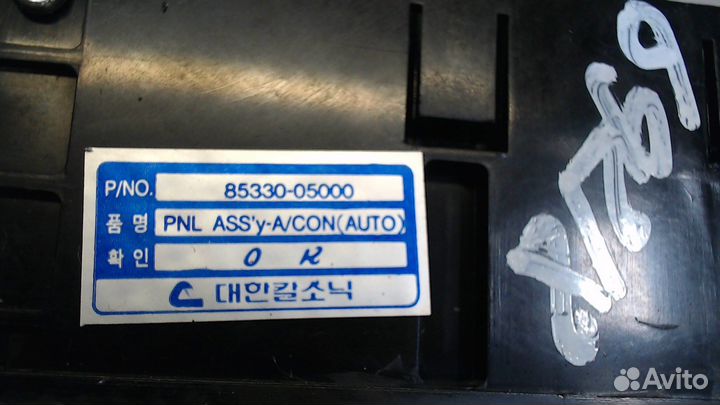 P/NO. 85330-05000
품 명 PNL ASS'y-A/CON(AUTO)
확 인 O K
대한칼소닉
Avito